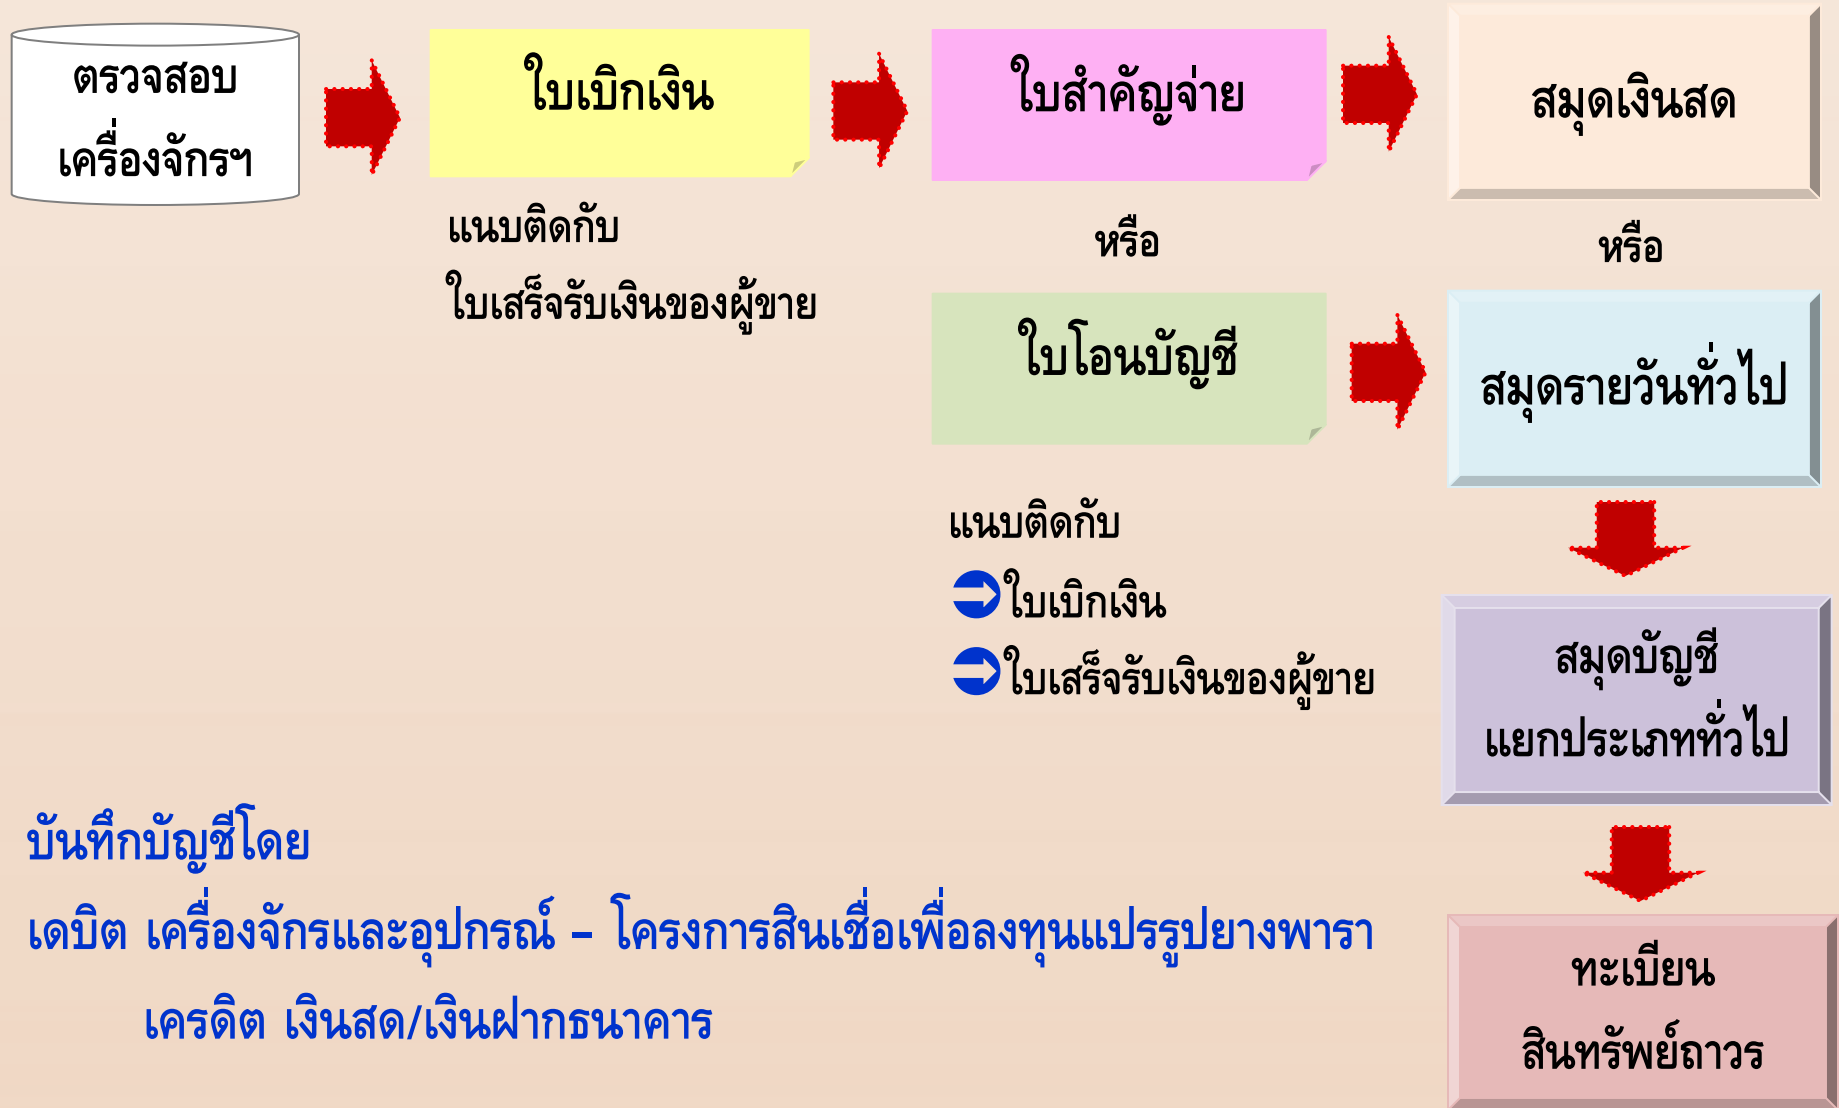 ตรวจสอบ
เครื่องจักรฯ
ใบเบิกเงิน
แนบติดกับ
ใบเสร็จรับเงินของผู้ขาย
ใบสำคัญจ่าย
หรือ
ใบโอนบัญชี
แนบติดกับ
ใบเบิกเงิน
ใบเสร็จรับเงินของผู้ขาย
สมุดเงินสด
หรือ
สมุดรายวันทั่วไป
สมุดบัญชี
แยกประเภททั่วไป
ทะเบียน
สินทรัพย์ถาวร
บันทึกบัญชีโดย
เดบิต เครื่องจักรและอุปกรณ์ – โครงการสินเชื่อเพื่อลงทุนแปรรูปยางพารา
เครดิต เงินสด/เงินฝากธนาคาร